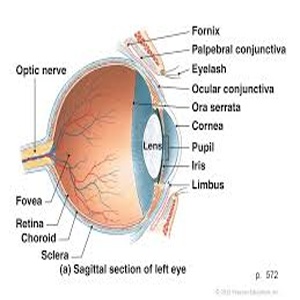 Fornix
Palpebral conjunctiva
Eyelash
Ocular conjunctiva
Ora serrata
Cornea
Pupil
Iris
Limbus
Optic nerve
Lens
Fovea
Retina
Choroid
Sclera
(a) Sagittal section of left eye
p. 572